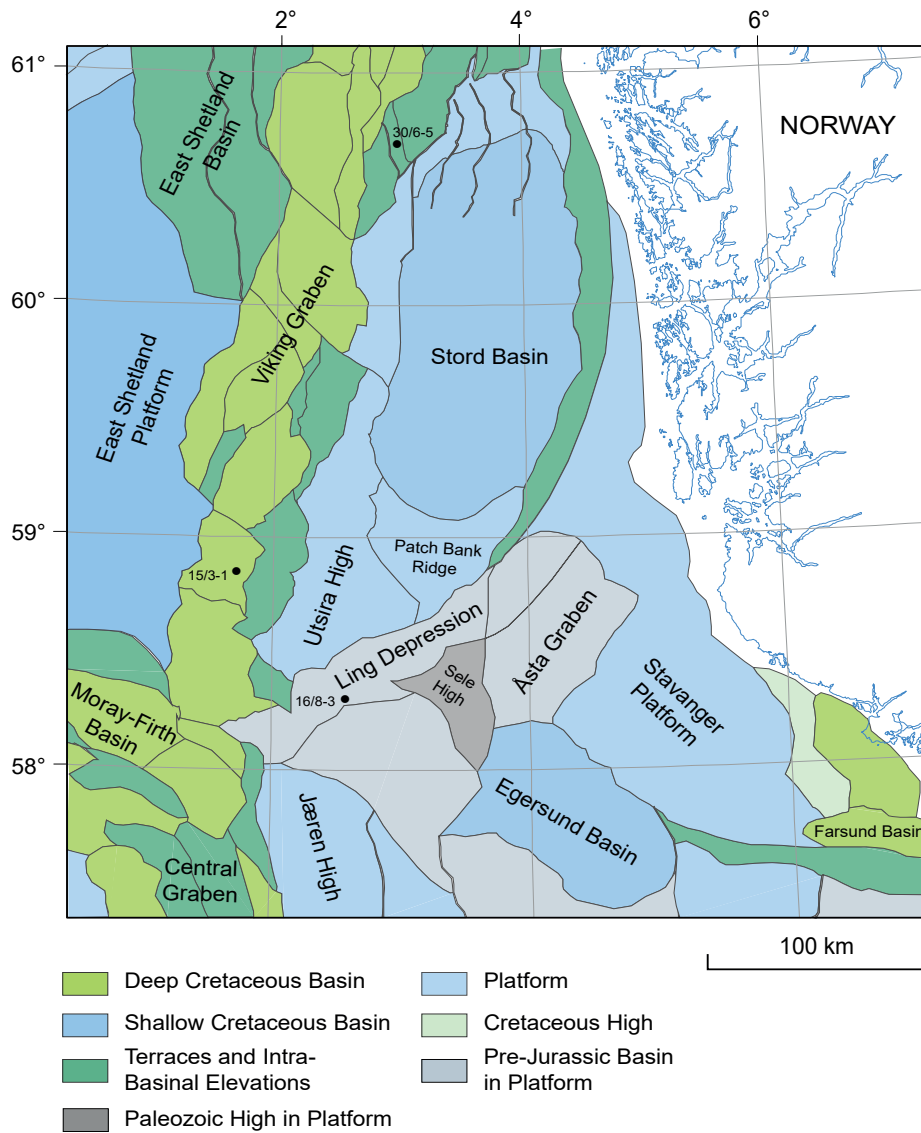 2°
4°
6°
61°
60°
59°
58°
NORWAY
30/6-5
East Shetland
Basin
Viking Graben
Stord Basin
East Shetland
Platform
15/3-1
Utsira High
Patch Bank
Ridge
Ling Depression
Sele
High
Åsta Graben
16/8-3
Stavanger
Platform
Moray-Firth
Basin
Jæren High
Egersund Basin
Farsund Basin
Central
Graben
100 km
Deep Cretaceous Basin
Shallow Cretaceous Basin
Terraces and Intra-
Basinal Elevations
Paleozoic High in Platform
Platform
Cretaceous High
Pre-Jurassic Basin
in Platform